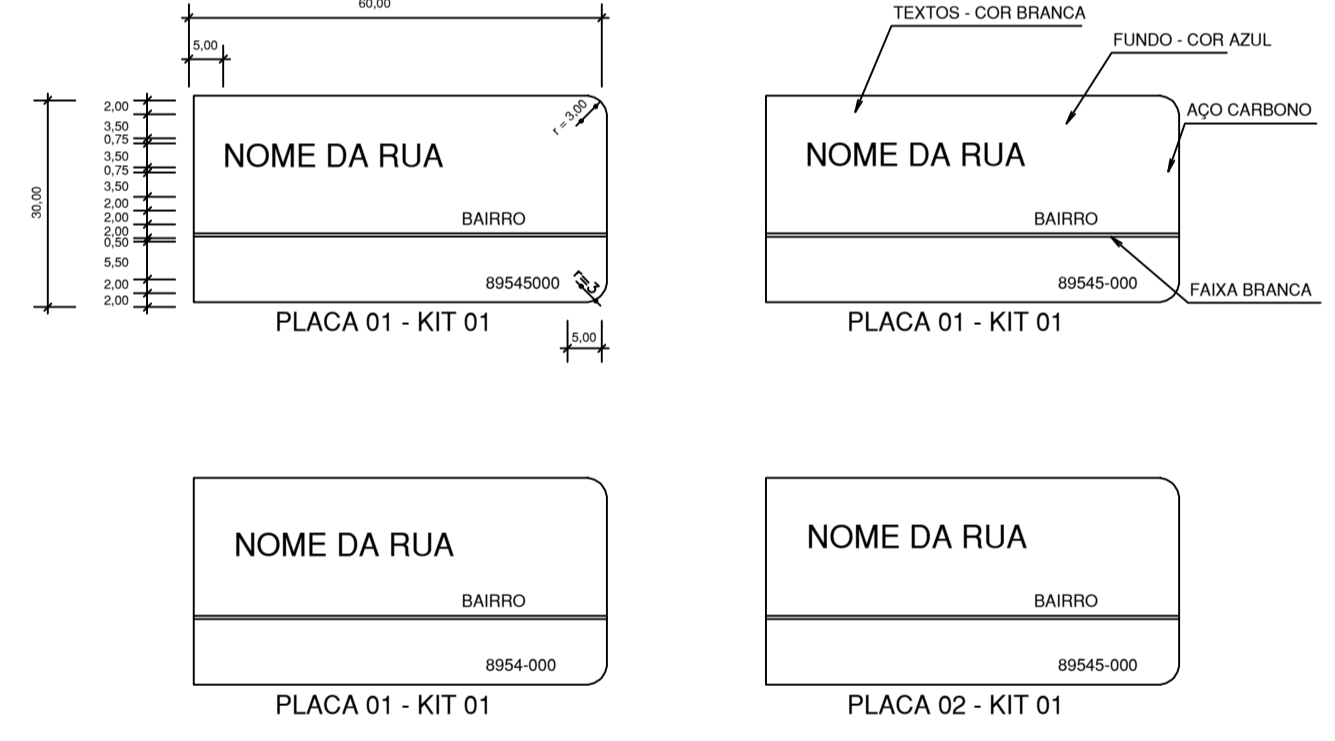 60,00
TEXTOS - COR BRANCA
FUNDO - COR AZUL
5,00
2,00
3,50
0,75
3,50
0,75
3,50
2,00
2,00
2,00
0,50
5,50
2,00
2,00
30,00
r = 3,00
NOME DA RUA
BAIRRO
89545000
r=3
PLACA 01 - KIT 01
5,00
AÇO CARBONO
NOME DA RUA
BAIRRO
89545-000
FAIXA BRANCA
PLACA 01 - KIT 01
NOME DA RUA
BAIRRO
8954-000
PLACA 01 - KIT 01
NOME DA RUA
BAIRRO
89545-000
PLACA 02 - KIT 01